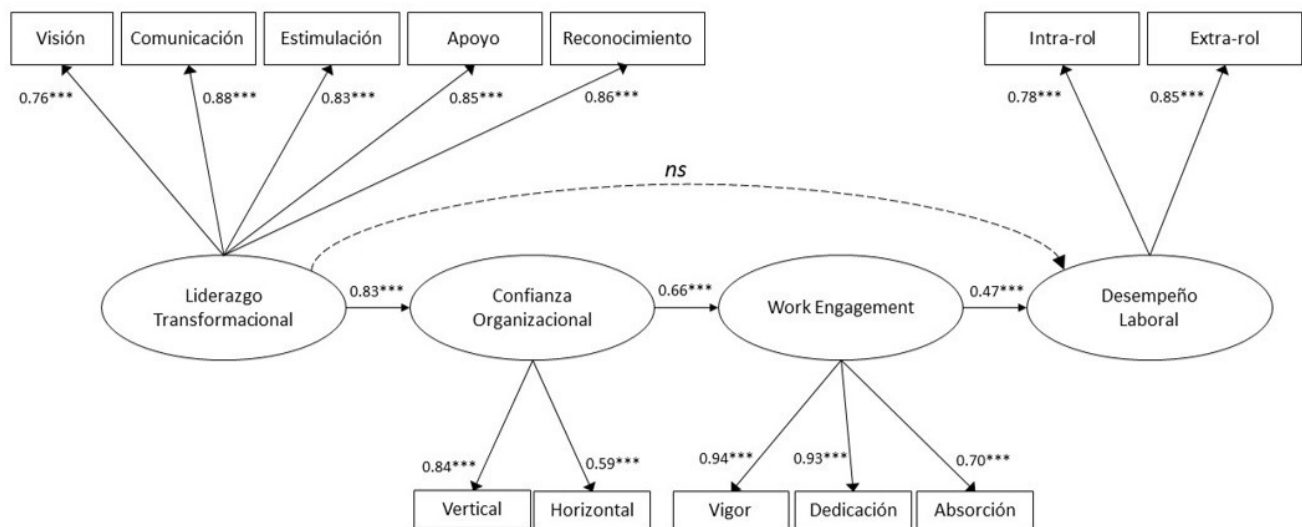 Visión
Comunicación
Estimulación
Apoyo
Reconocimiento
Intra-rol
Extra-rol
0.76***
0.88***
0.83***
0.85***
0.86***
0.78***
0.85***
ns
Liderazgo
Transformacional
0.83***
Confianza
Organizacional
0.66***
Work Engagement
0.47***
Desempeño
Laboral
0.84***
0.59***
0.94***
0.93***
0.70***
Vertical
Horizontal
Vigor
Dedicación
Absorción